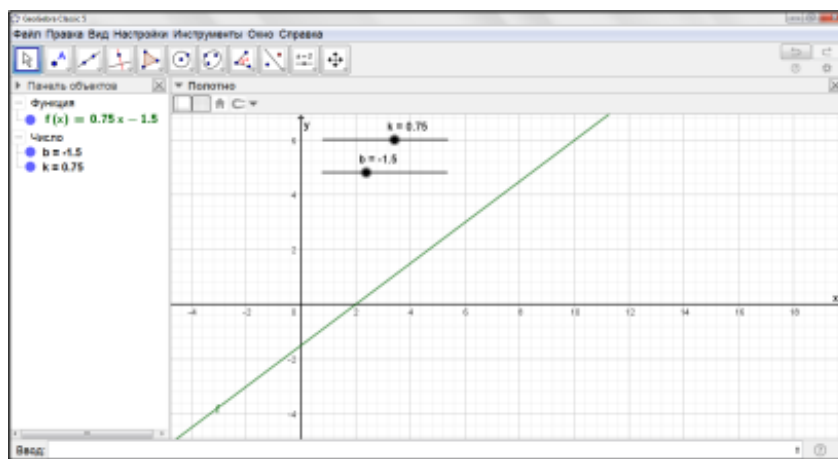 GeoGebra Classic 5
Файл Правка Вид Настройки Инструменты Окно Справка
Панель объектов
Полотно
Функция
f(x) = 0.75 x − 1.5
Число
b = -1.5
k = 0.75
y
k = 0.75
b = -1.5
6
4
2
-4 -2 0 2 4 6 8 10 12 14 16 18
x
-2
f
-4
Ввод: